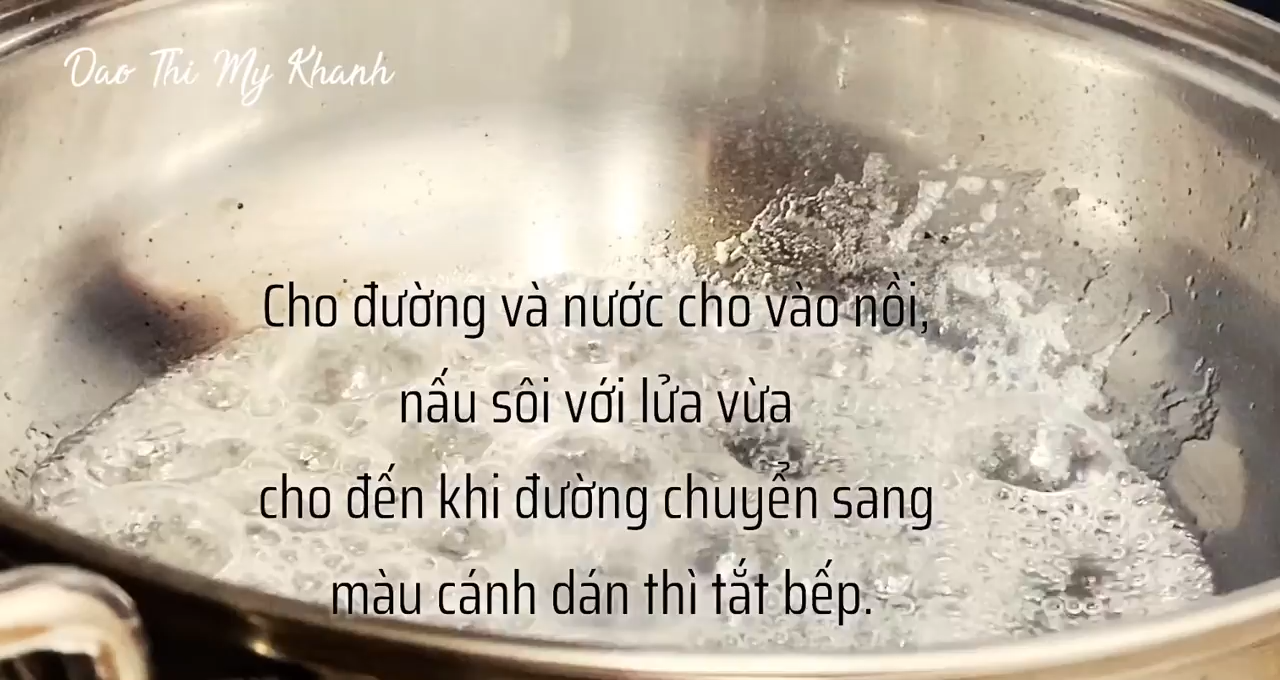 Dao Thi My Khanh
Cho đường và nước cho vào nồi,
nấu sôi với lửa vừa
cho đến khi đường chuyển sang
màu cánh dán thì tắt bếp.